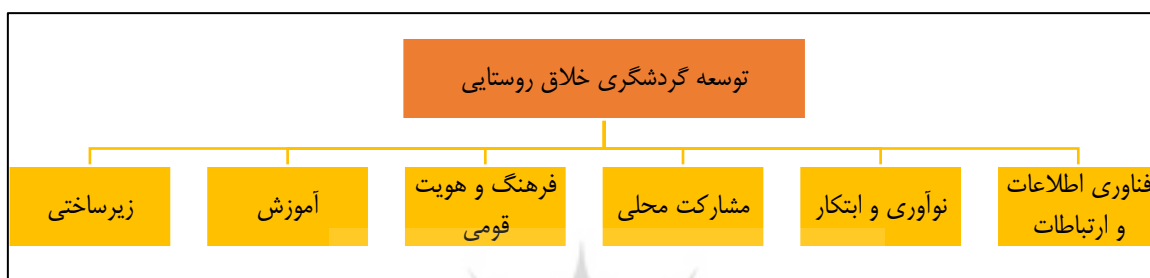 توسعه گردشگری خلاق روستایی
فناوری اطلاعات
و ارتباطات
نوآوری و ابتکار
مشارکت محلی
فرهنگ و هویت
قومی
آموزش
زیرساختی